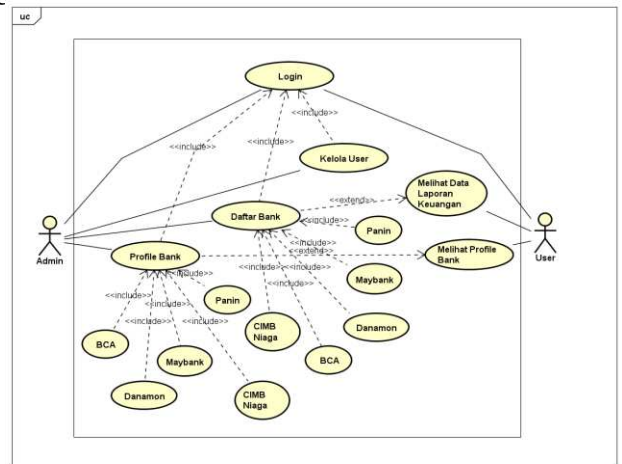 uc
Login
<<include>>
<<include>>
<<include>>
Kelola User
Melihat Data
Laporan
Keuangan
<<extends>>
Daftar Bank
<<include>>
Panin
Admin
User
Profile Bank
<<include>>
<<extend>>
Melihat Profile
Bank
<<include>>
<<include>>
<<include>>
Maybank
<<include>>
<<include>>
<<include>>
Panin
<<include>>
<<include>>
CIMB
Niaga
Danamon
BCA
Maybank
BCA
Danamon
CIMB
Niaga